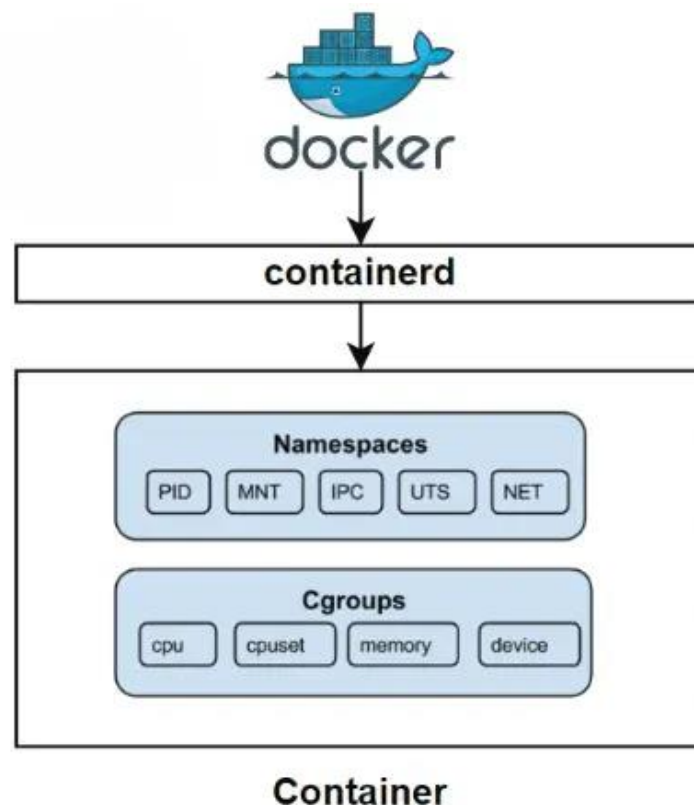 docker
containerd
Namespaces
PID MNT IPC UTS NET
Cgroups
cpu cpuset memory device
Container